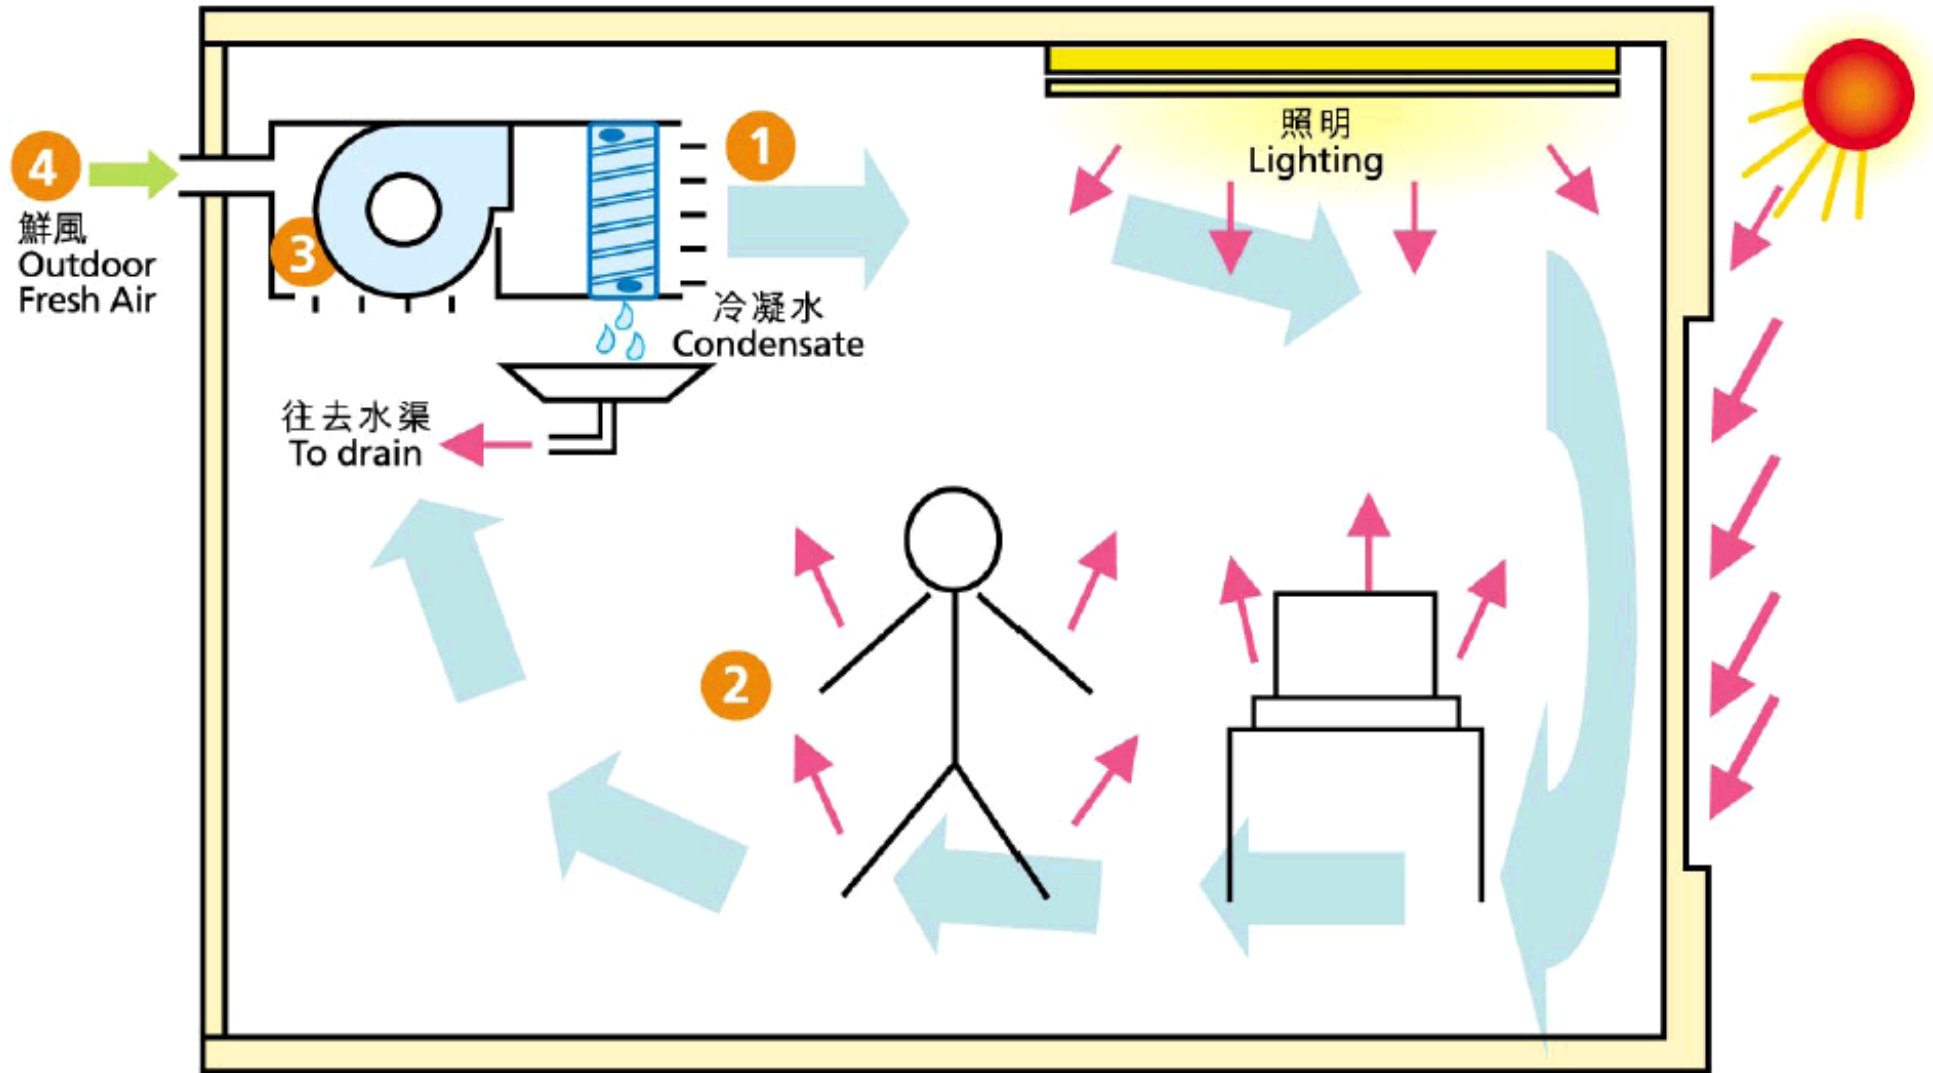 1
照明
Lighting
4
鮮風
Outdoor
Fresh Air
3
冷凝水
Condensate
往去水渠
To drain
2